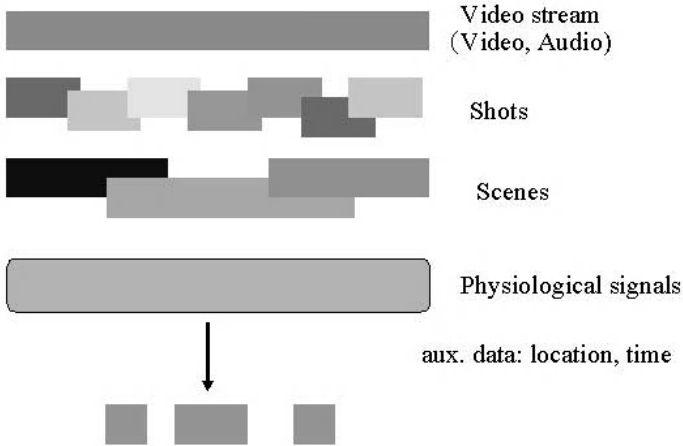 Video stream
(Video, Audio)
Shots
Scenes
Physiological signals
aux. data: location, time